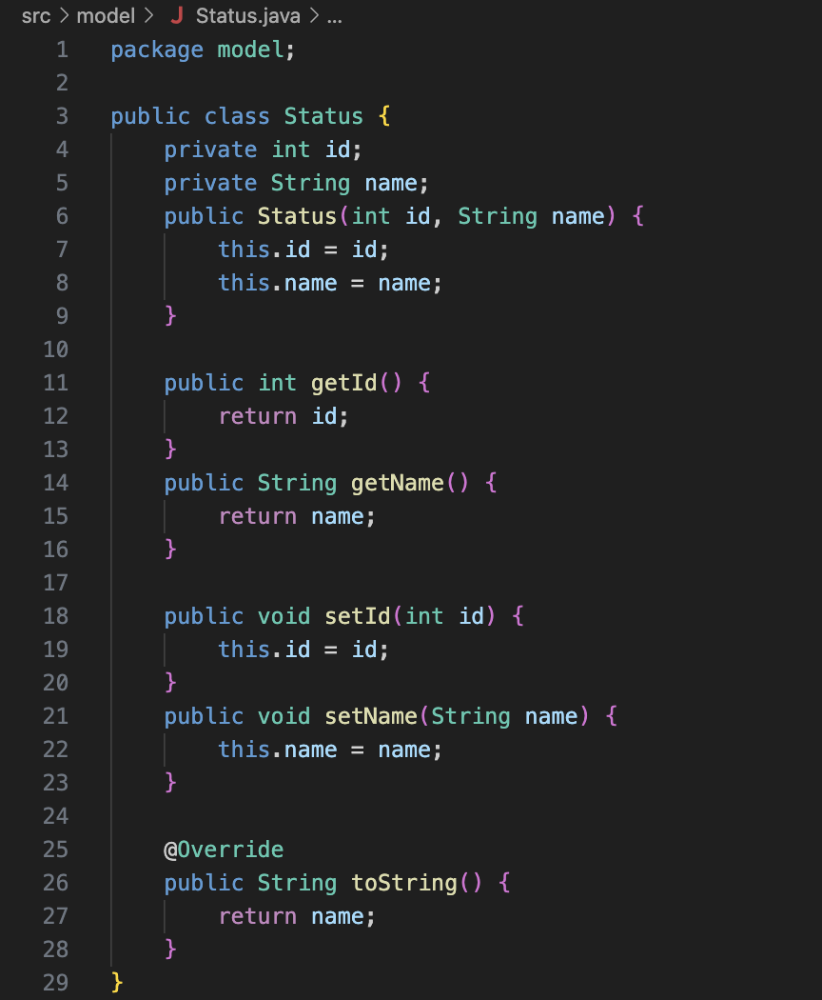 src > model > J Status.java > ...
1 package model;
2
3 public class Status {
4 private int id;
5 private String name;
6 public Status(int id, String name) {
7 this.id = id;
8 this.name = name;
9 }
10
11 public int getId() {
12 return id;
13 }
14 public String getName() {
15 return name;
16 }
17
18 public void setId(int id) {
19 this.id = id;
20 }
21 public void setName(String name) {
22 this.name = name;
23 }
24
25 @Override
26 public String toString() {
27 return name;
28 }
29 }